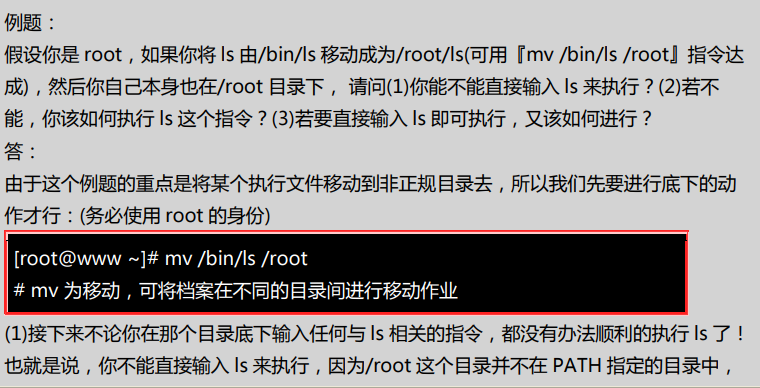 例题：
假设你是 root，如果你将 ls 由/bin/ls 移动成为/root/ls(可用『mv /bin/ls /root』指令达
成)，然后你自己本身也在/root 目录下， 请问(1)你能不能直接输入 ls 来执行？(2)若不
能，你该如何执行 ls 这个指令？(3)若要直接输入 ls 即可执行，又该如何进行？
答：
由于这个例题的重点是将某个执行文件移动到非正规目录去，所以我们先要进行底下的动
作才行：(务必使用 root 的身份)
[root@www ~]# mv /bin/ls /root
# mv 为移动，可将档案在不同的目录间进行移动作业
(1)接下来不论你在那个目录底下输入任何与 ls 相关的指令，都没有办法顺利的执行 ls 了！
也就是说，你不能直接输入 ls 来执行，因为/root 这个目录并不在 PATH 指定的目录中，